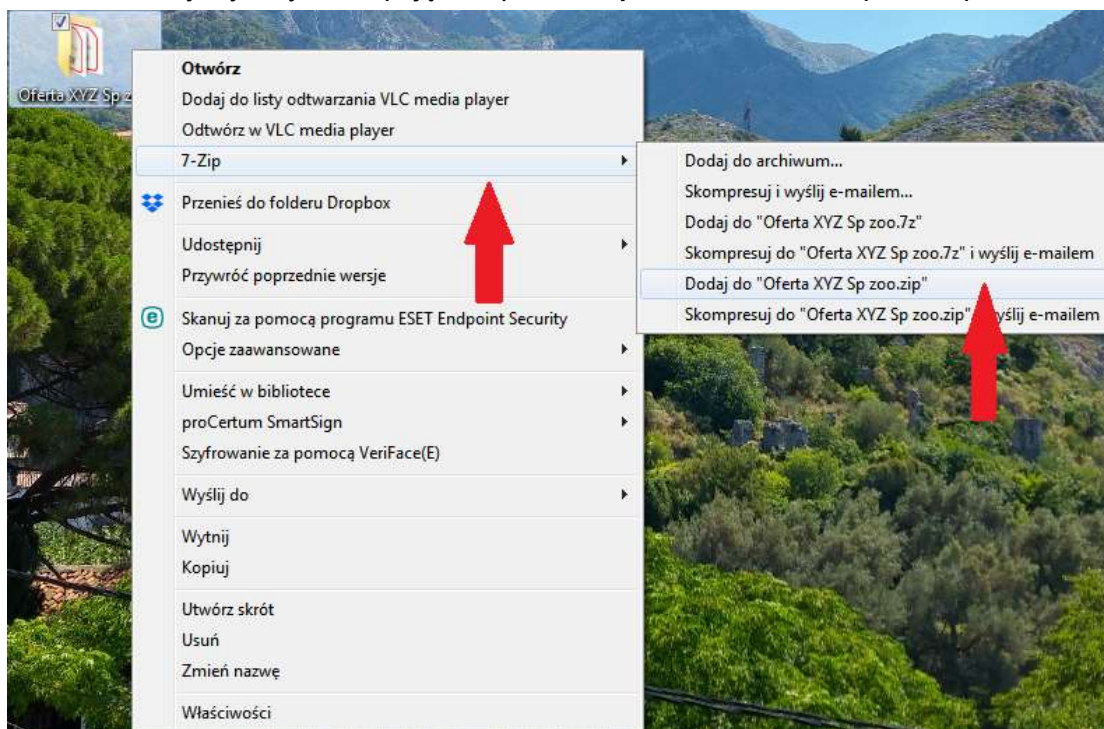 Oferta XYZ Sp
Otwórz
Dodaj do listy odtwarzania VLC media player
Odtwórz w VLC media player
7-Zip
Przenieś do folderu Dropbox
Udostępnij
Przywróć poprzednie wersje
Skanuj za pomocą programu ESET Endpoint Security
Opcje zaawansowane
Umieść w bibliotece
proCertum SmartSign
Szyfrowanie za pomocą VeriFace(E)
Wyślij do
Wytnij
Kopiuj
Utwórz skrót
Usuń
Zmień nazwę
Właściwości
Dodaj do archiwum...
Skompresuj i wyślij e-mailem...
Dodaj do "Oferta XYZ Sp zoo.7z"
Skompresuj do "Oferta XYZ Sp zoo.7z" i wyślij e-mailem
Dodaj do "Oferta XYZ Sp zoo.zip"
Skompresuj do "Oferta XYZ Sp zoo.zip" wyślij e-mailem